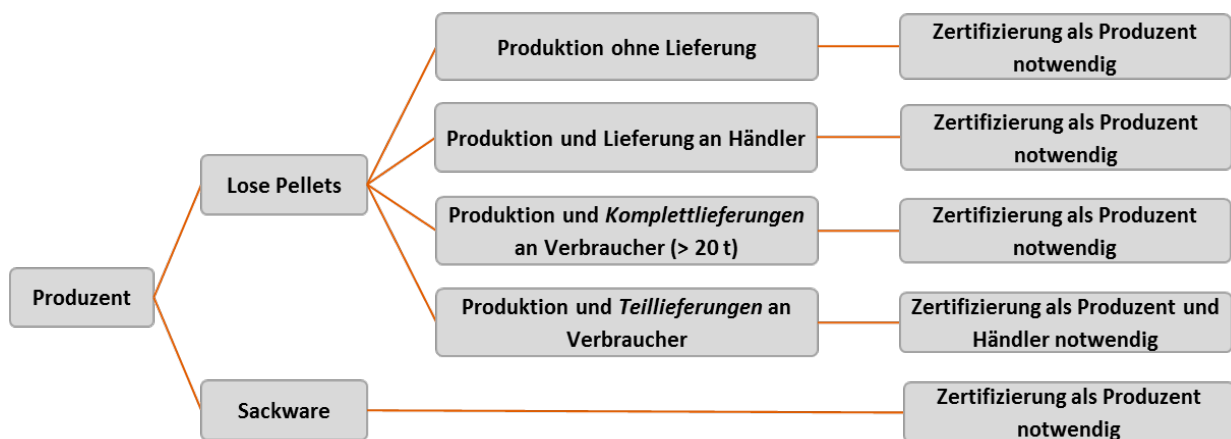 Produzent
Lose Pellets
Produktion ohne Lieferung
Zertifizierung als Produzent
notwendig
Produktion und Lieferung an Händler
Zertifizierung als Produzent
notwendig
Produktion und Komplettlieferungen
an Verbraucher (> 20 t)
Zertifizierung als Produzent
notwendig
Produktion und Teillieferungen an
Verbraucher
Zertifizierung als Produzent und
Händler notwendig
Sackware
Zertifizierung als Produzent
notwendig